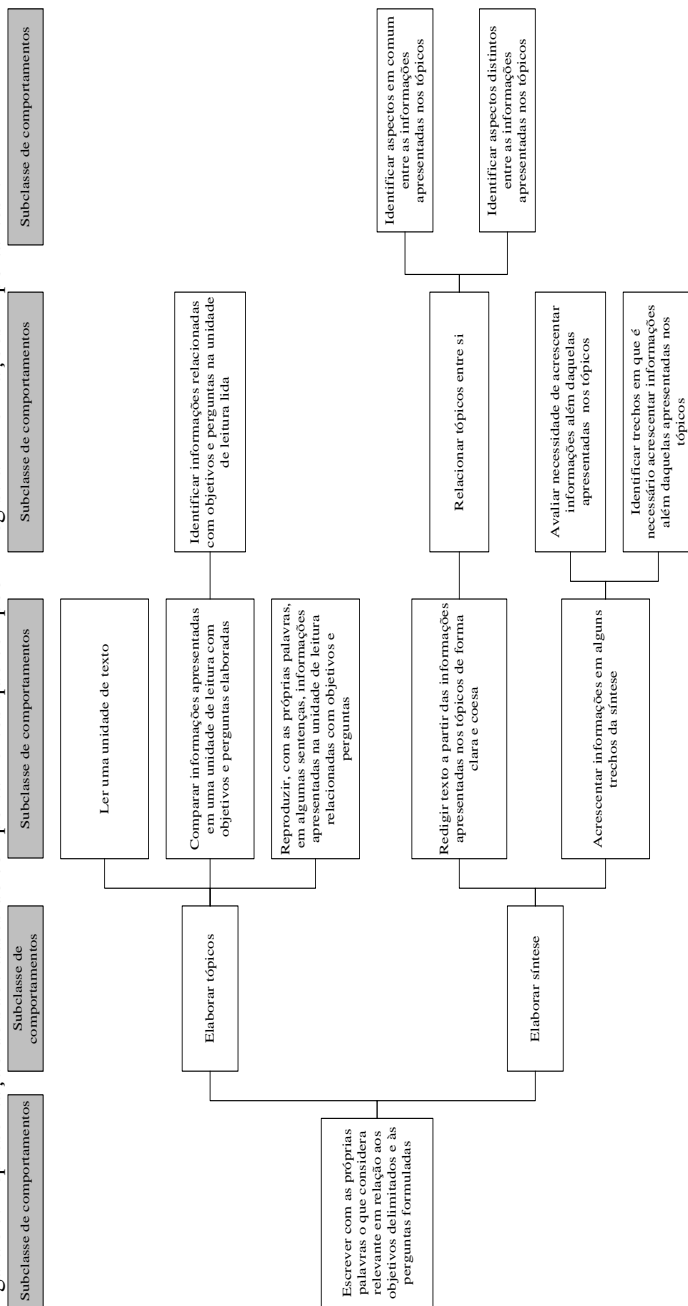 Subclasse de comportamentos
Subclasse de
comportamentos
Subclasse de comportamentos
Subclasse de comportamentos
Subclasse de comportamentos
Escrever com as próprias
palavras o que considera
relevante em relação aos
objetivos delimitados e às
perguntas formuladas
Elaborar tópicos
Elaborar síntese
Ler uma unidade de texto
Comparar informações apresentadas
em uma unidade de leitura com
objetivos e perguntas elaboradas
Reproduzir, com as próprias palavras,
em algumas sentenças, informações
apresentadas na unidade de leitura
relacionadas com objetivos e
perguntas
Redigir texto a partir das informações
apresentadas nos tópicos de forma
clara e coesa
Acrescentar informações em alguns
trechos da síntese
Identificar informações relacionadas
com objetivos e perguntas na unidade
de leitura lida
Relacionar tópicos entre si
Avaliar necessidade de acrescentar
informações além daquelas
apresentadas nos tópicos
Identificar trechos em que é
necessário acrescentar informações
além daquelas apresentadas nos
tópicos
Identificar aspectos em comum
entre as informações
apresentadas nos tópicos
Identificar aspectos distintos
entre as informações
apresentadas nos tópicos